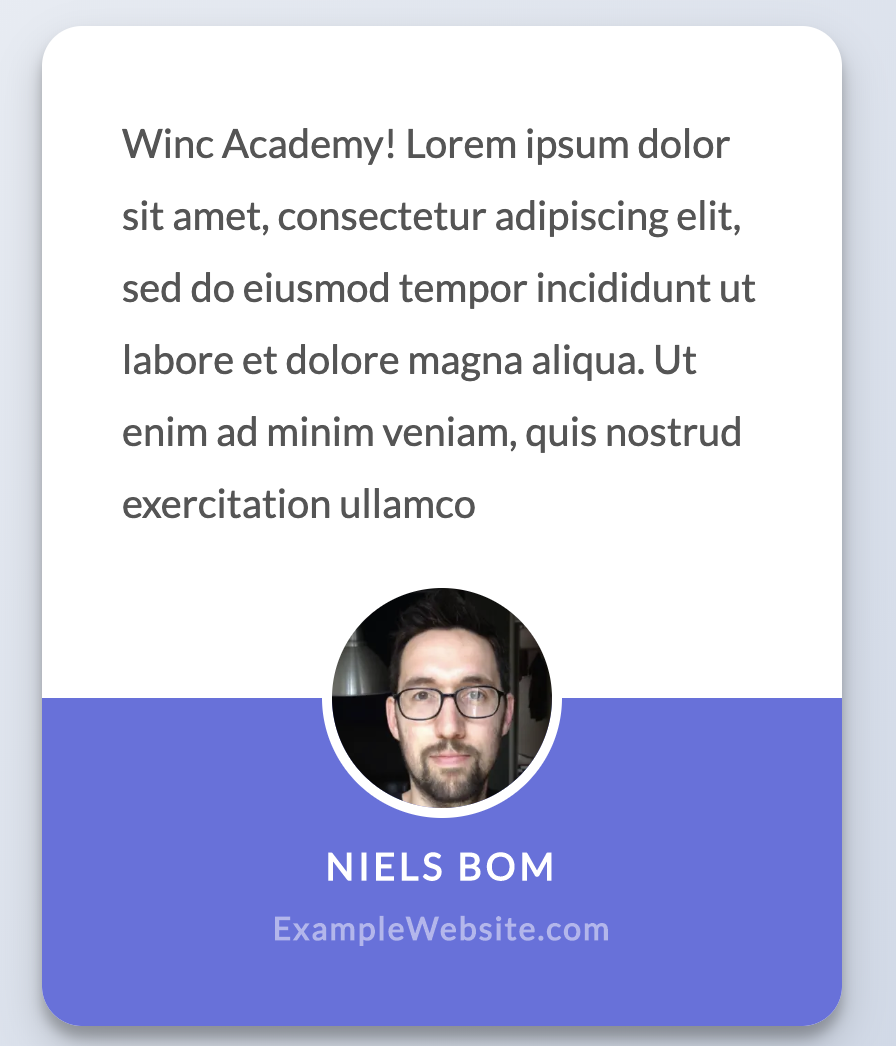 Winc Academy! Lorem ipsum dolor
sit amet, consectetur adipiscing elit,
sed do eiusmod tempor incididunt ut
labore et dolore magna aliqua. Ut
enim ad minim veniam, quis nostrud
exercitation ullamco
NIELS BOM
ExampleWebsite.com